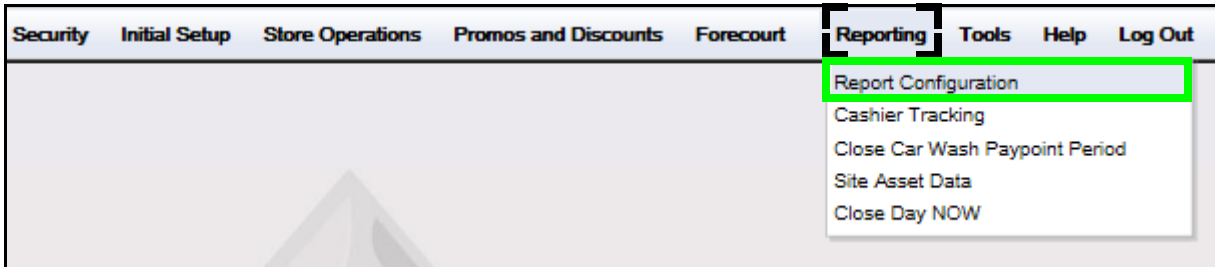 Security Initial Setup Store Operations Promos and Discounts Forecourt Reporting Tools Help Log Out
Report Configuration
Cashier Tracking
Close Car Wash Paypoint Period
Site Asset Data
Close Day NOW